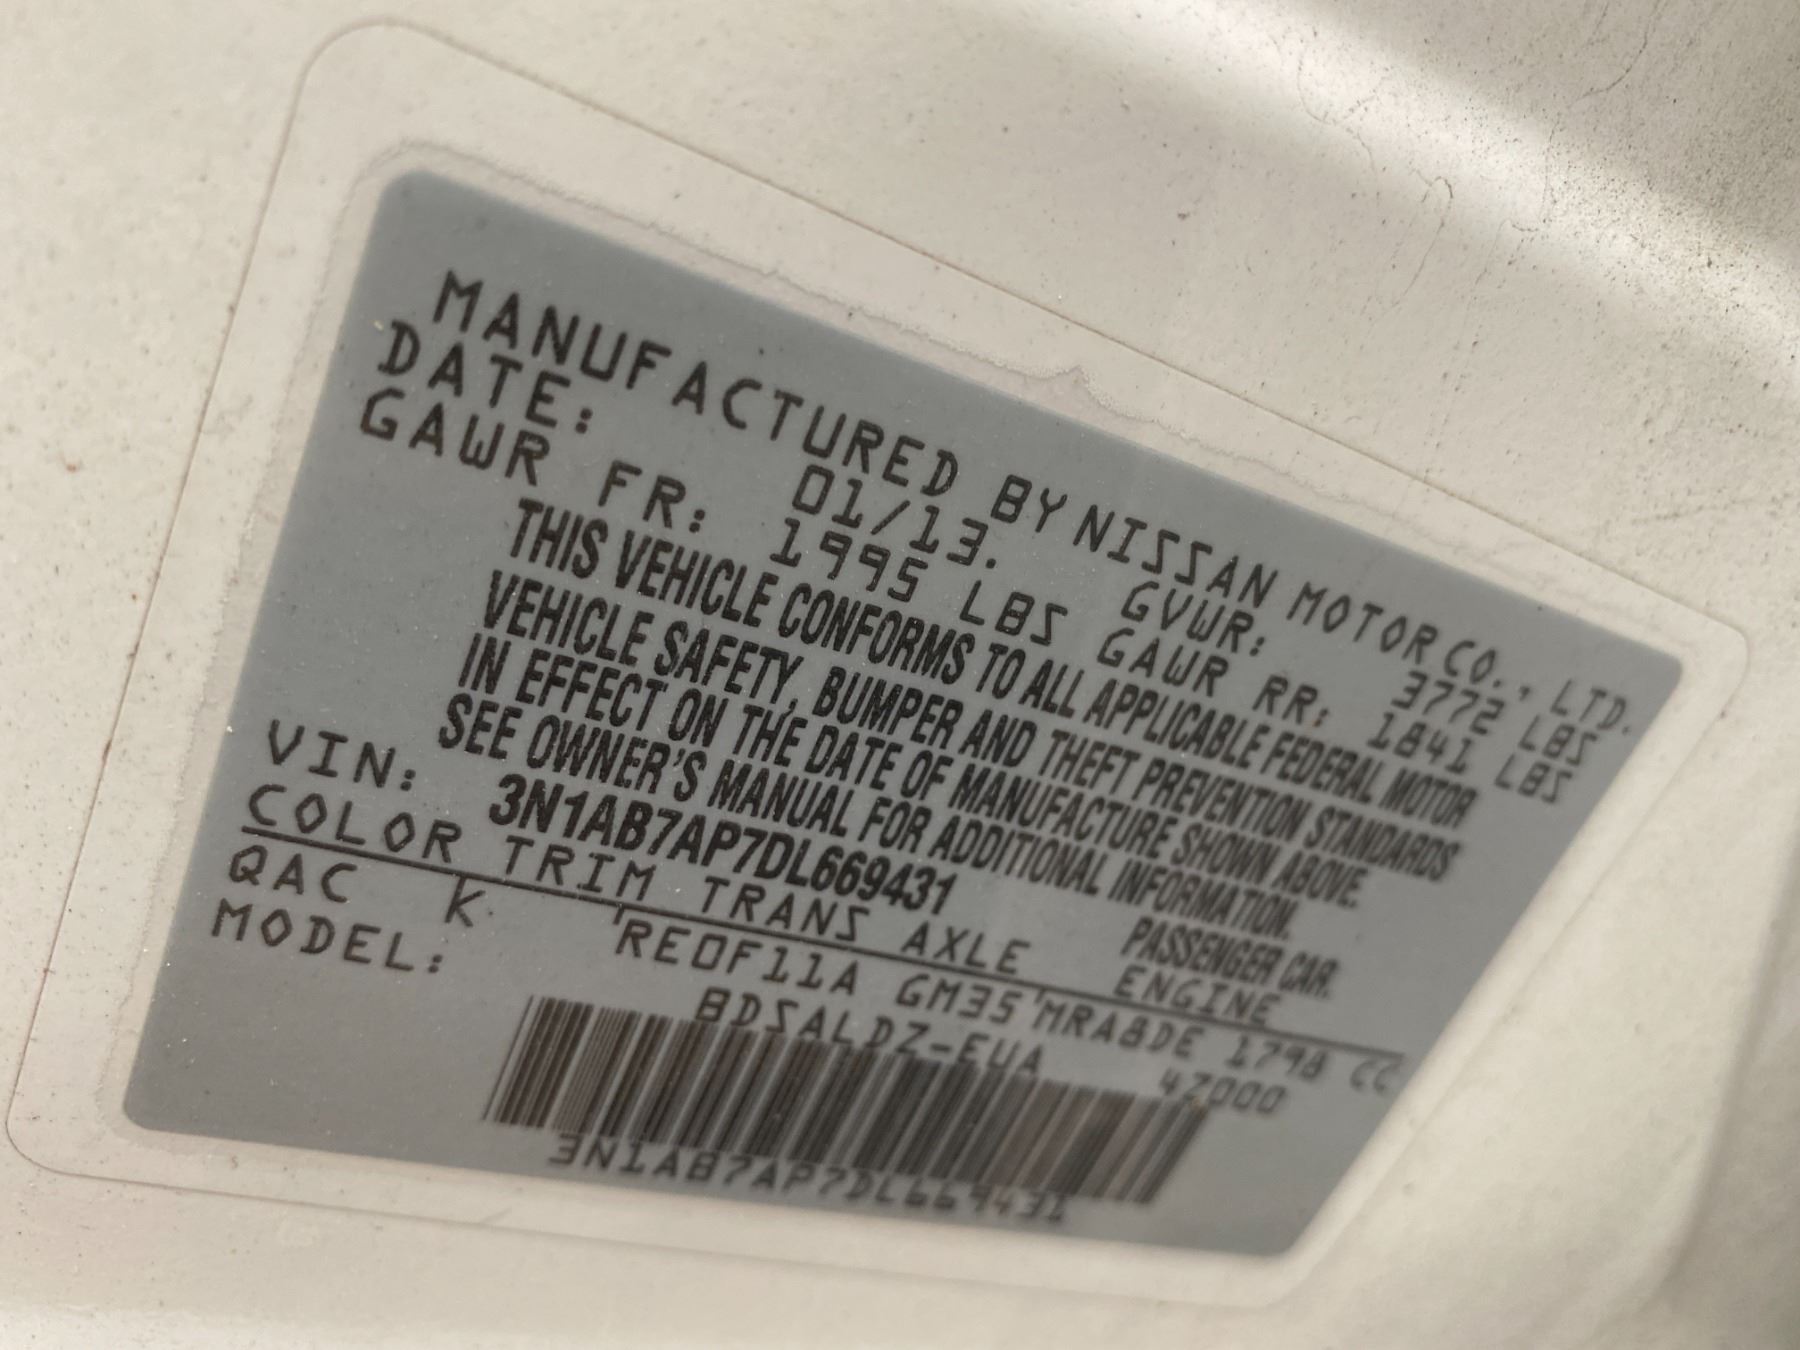 MANUFACTURED BY NISSAN MOTOR CO., LTD.
DATE: 01/13. GVWR: 3772 LBS
GAWR FR: 1995 LBS GAWR RR: 1841 LBS
THIS VEHICLE CONFORMS TO ALL APPLICABLE FEDERAL MOTOR
VEHICLE SAFETY, BUMPER AND THEFT PREVENTION STANDARDS
IN EFFECT ON THE DATE OF MANUFACTURE SHOWN ABOVE.
SEE OWNER'S MANUAL FOR ADDITIONAL INFORMATION.
VIN: 3N1AB7AP7DL669431 PASSENGER CAR.
COLOR TRIM TRANS AXLE ENGINE
QAC K RE0F11A GM35 MRA8DE 1798 CC
MODEL: BDSALDZ-EUA 42000
3N1AB7AP7DL669431